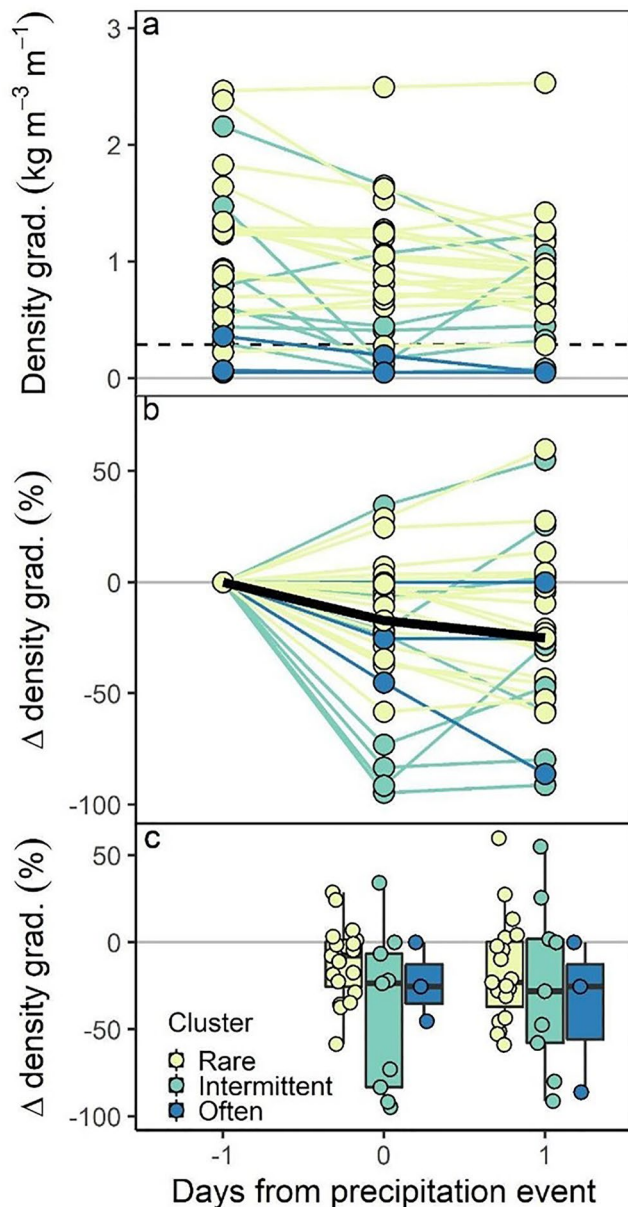 a
Density grad. (kg m⁻³ m⁻¹)
3
2
1
0
b
Δ density grad. (%)
50
0
-50
-100
c
Δ density grad. (%)
50
0
-50
-100
Cluster
Rare
Intermittent
Often
-1 0 1
Days from precipitation event